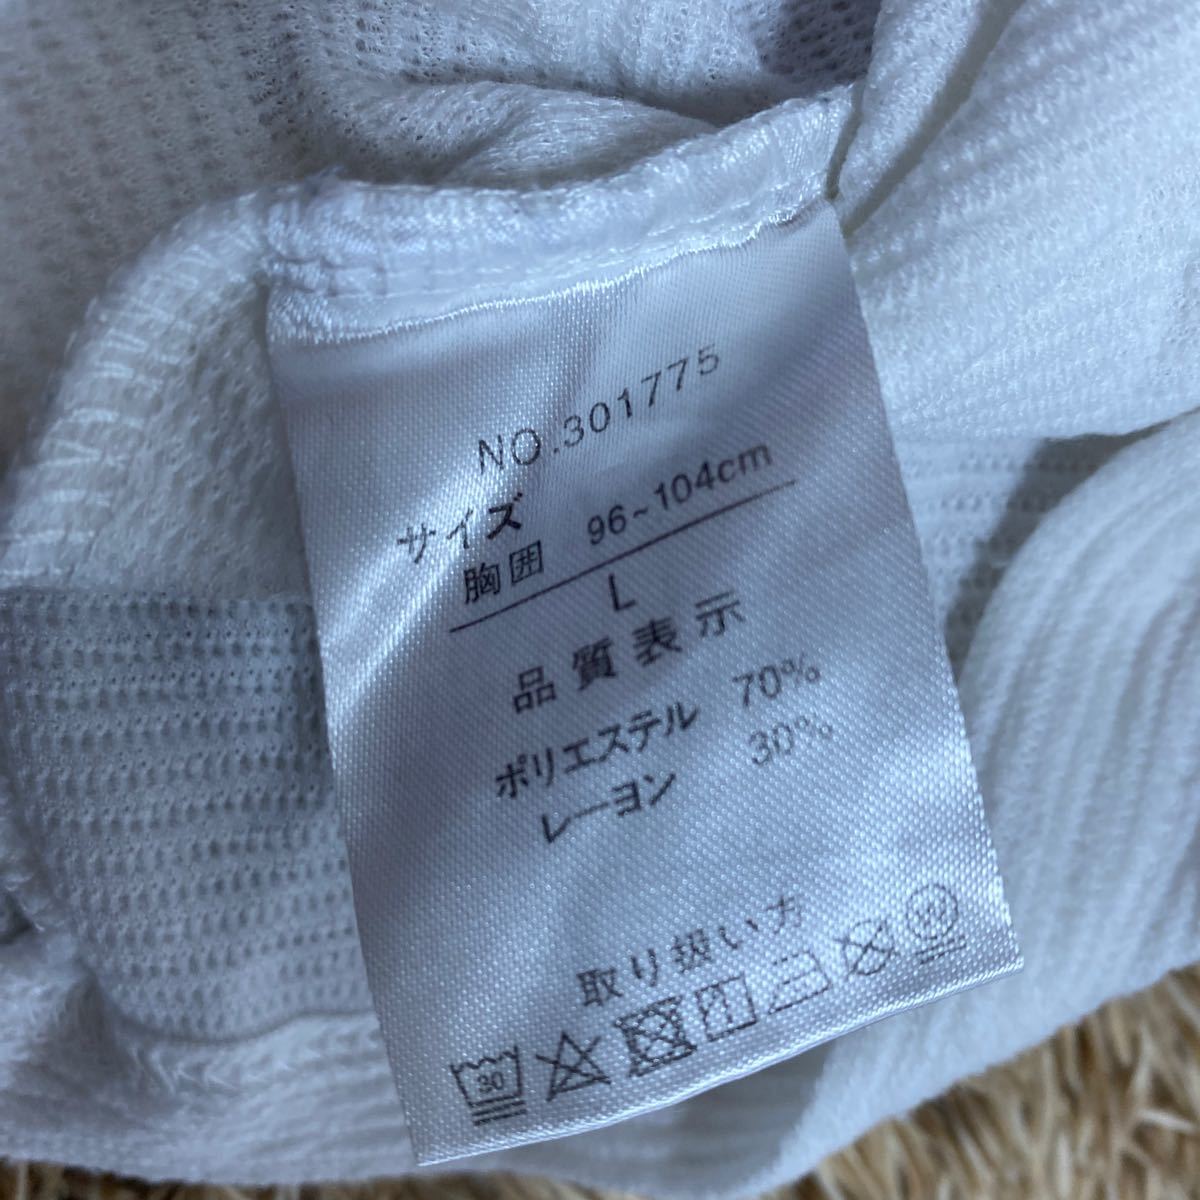 NO.301775
サイズ
胸囲 96~104cm
L
品質表示
ポリエステル 70%
レーヨン 30%
取り扱い方
30
W